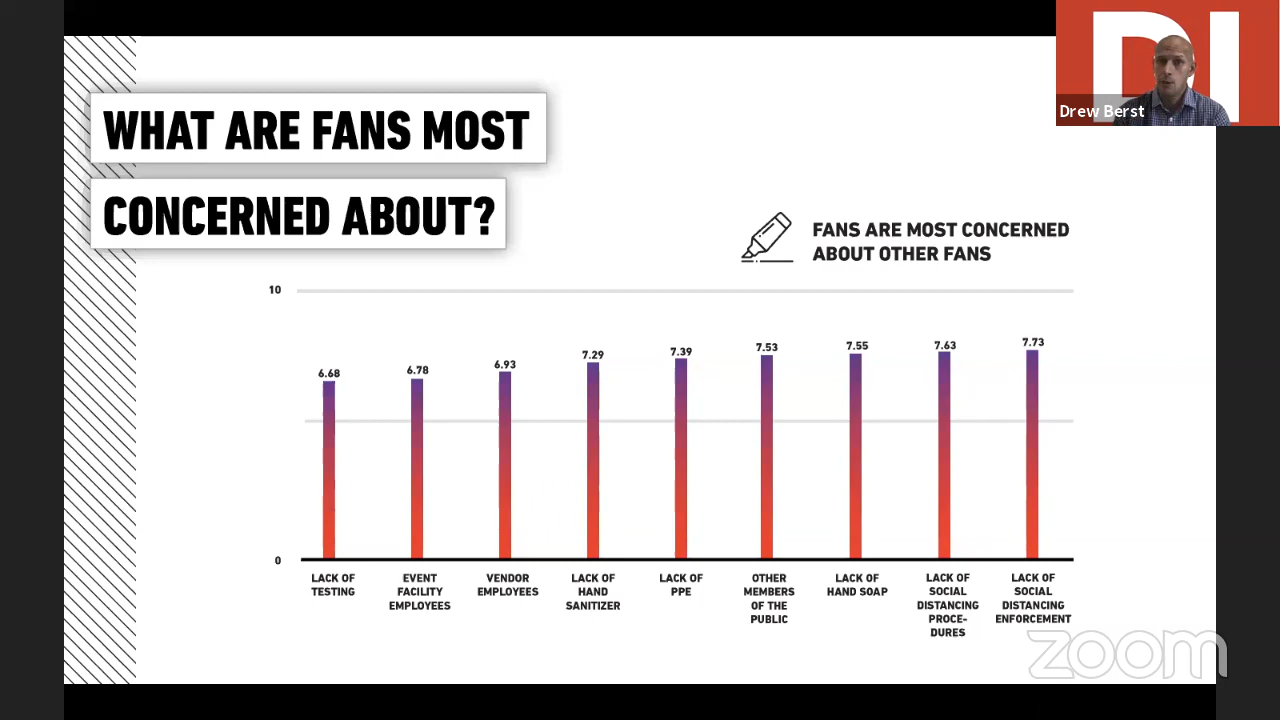 DI
Drew Berst
WHAT ARE FANS MOST
CONCERNED ABOUT?
FANS ARE MOST CONCERNED
ABOUT OTHER FANS
10
6.68
6.78
6.93
7.29
7.39
7.53
7.55
7.63
7.73
0
LACK OF
TESTING
EVENT
FACILITY
EMPLOYEES
VENDOR
EMPLOYEES
LACK OF
HAND
SANITIZER
LACK OF
PPE
OTHER
MEMBERS
OF THE
PUBLIC
LACK OF
HAND SOAP
LACK OF
SOCIAL
DISTANCING
PROCE-
DURES
LACK OF
SOCIAL
DISTANCING
ENFORCEMENT
zoom